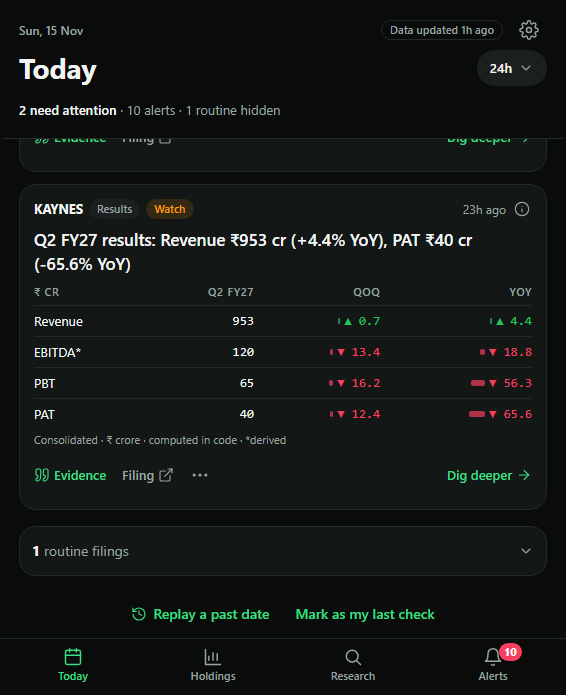 Sun, 15 Nov
Data updated 1h ago
Today
24h
2 need attention · 10 alerts · 1 routine hidden
Evidence Filing Dig deeper →
KAYNES Results Watch 23h ago
Q2 FY27 results: Revenue ₹953 cr (+4.4% YoY), PAT ₹40 cr
(-65.6% YoY)
₹ CR Q2 FY27 QOQ YOY
Revenue 953 ▲ 0.7 ▲ 4.4
EBITDA* 120 ▼ 13.4 ▼ 18.8
PBT 65 ▼ 16.2 ▼ 56.3
PAT 40 ▼ 12.4 ▼ 65.6
Consolidated · ₹ crore · computed in code · *derived
Evidence Filing ··· Dig deeper →
1 routine filings
Replay a past date Mark as my last check
10
Today Holdings Research Alerts